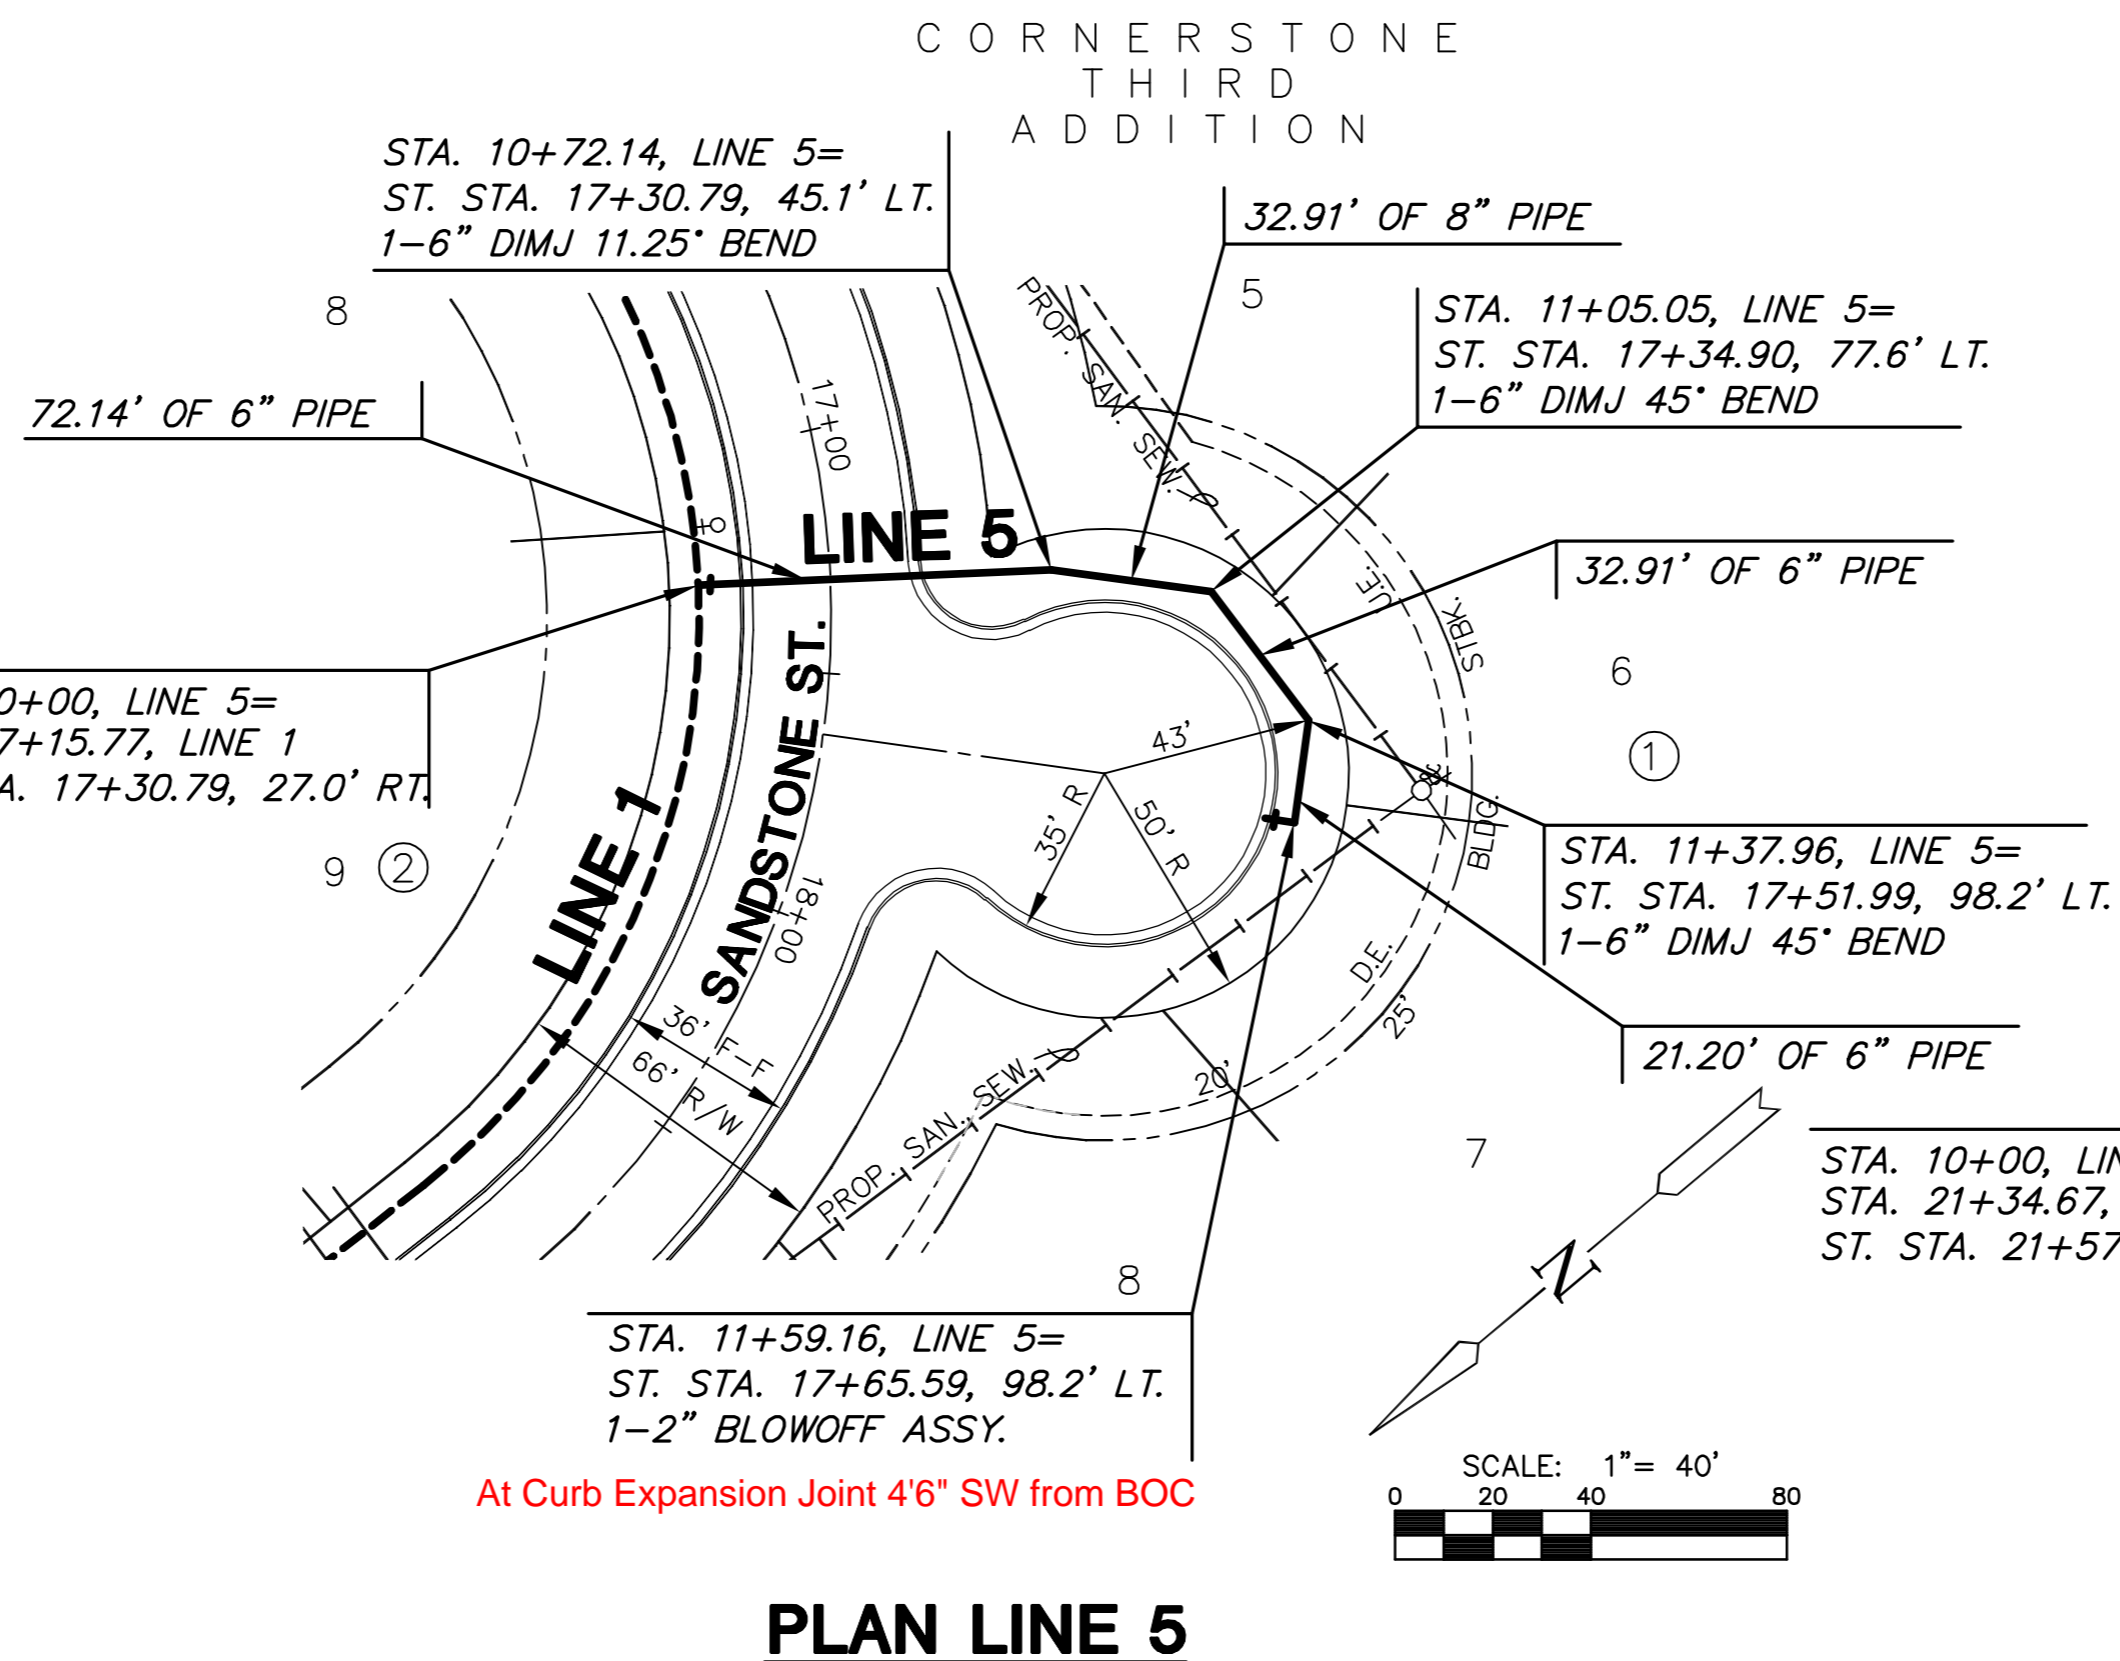 CORNERSTONE
THIRD
ADDITION
STA. 10+72.14, LINE 5=
ST. STA. 17+30.79, 45.1' LT.
1-6" DIMJ 11.25° BEND
32.91' OF 8" PIPE
8
5
STA. 11+05.05, LINE 5=
ST. STA. 17+34.90, 77.6' LT.
1-6" DIMJ 45° BEND
72.14' OF 6" PIPE
17+00
PROP. SAN. SEW.
LINE 5
32.91' OF 6" PIPE
U.E.
STBK.
BLDG.
6
1
0+00, LINE 5=
7+15.77, LINE 1
A. 17+30.79, 27.0' RT.
SANDSTONE ST.
43'
35' R
50' R
LINE 1
9
2
18+00
STA. 11+37.96, LINE 5=
ST. STA. 17+51.99, 98.2' LT.
1-6" DIMJ 45° BEND
D.E.
25'
20'
36' F-F
66' R/W
21.20' OF 6" PIPE
PROP. SAN. SEW.
7
STA. 10+00, LIN
STA. 21+34.67,
ST. STA. 21+57
N
8
STA. 11+59.16, LINE 5=
ST. STA. 17+65.59, 98.2' LT.
1-2" BLOWOFF ASSY.
At Curb Expansion Joint 4'6" SW from BOC
SCALE: 1"= 40'
0 20 40 80
PLAN LINE 5